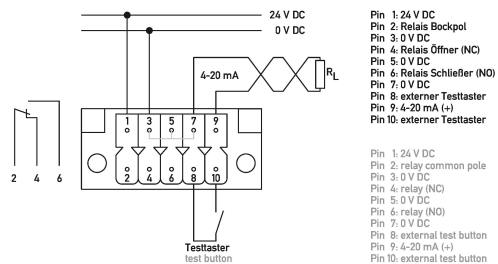 24 V DC
0 V DC
4-20 mA
RL
1 3 5 7 9
2 4 6 8 10
2 4 6
Testtaster
test button
Pin 1: 24 V DC
Pin 2: Relais Bockpol
Pin 3: 0 V DC
Pin 4: Relais Öffner (NC)
Pin 5: 0 V DC
Pin 6: Relais Schließer (NO)
Pin 7: 0 V DC
Pin 8: externer Testtaster
Pin 9: 4-20 mA (+)
Pin 10: externer Testtaster
Pin 1: 24 V DC
Pin 2: relay common pole
Pin 3: 0 V DC
Pin 4: relay (NC)
Pin 5: 0 V DC
Pin 6: relay (NO)
Pin 7: 0 V DC
Pin 8: external test button
Pin 9: 4-20 mA (+)
Pin 10: external test button